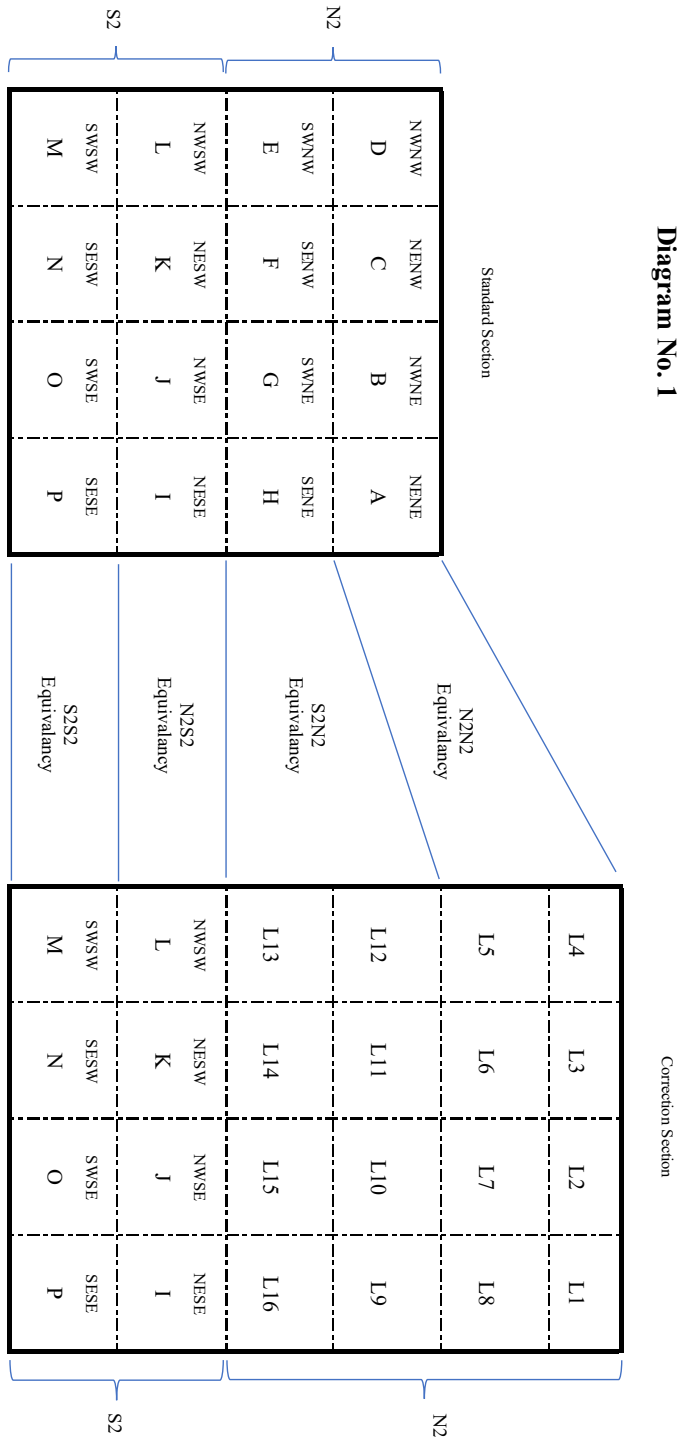 Diagram No. 1
Standard Section
N2
S2
NWNW
D
NENW
C
NWNE
B
NENE
A
SWNW
E
SENW
F
SWNE
G
SENE
H
NWSW
L
NESW
K
NWSE
J
NESE
I
SWSW
M
SESW
N
SWSE
O
SESE
P
N2N2
Equivalancy
S2N2
Equivalancy
N2S2
Equivalancy
S2S2
Equivalancy
Correction Section
L4
L3
L2
L1
L5
L6
L7
L8
L12
L11
L10
L9
L13
L14
L15
L16
NWSW
L
NESW
K
NWSE
J
NESE
I
SWSW
M
SESW
N
SWSE
O
SESE
P
N2
S2